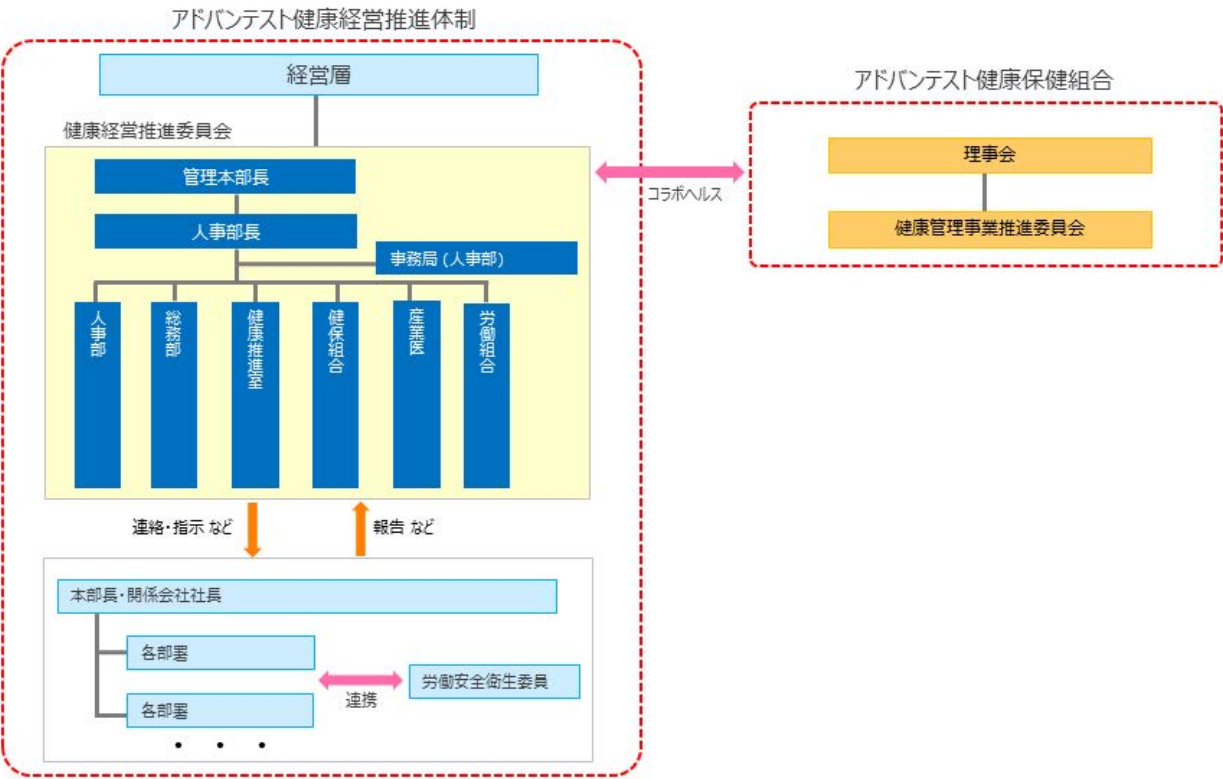 アドバンテスト健康経営推進体制
経営層
健康経営推進委員会
管理本部長
人事部長
事務局 (人事部)
人事部
総務部
健康推進室
健保組合
産業医
労働組合
連絡・指示 など
報告 など
本部長・関係会社社長
各部署
各部署
連携
労働安全衛生委員
・ ・ ・
コラボヘルス
アドバンテスト健康保健組合
理事会
健康管理事業推進委員会